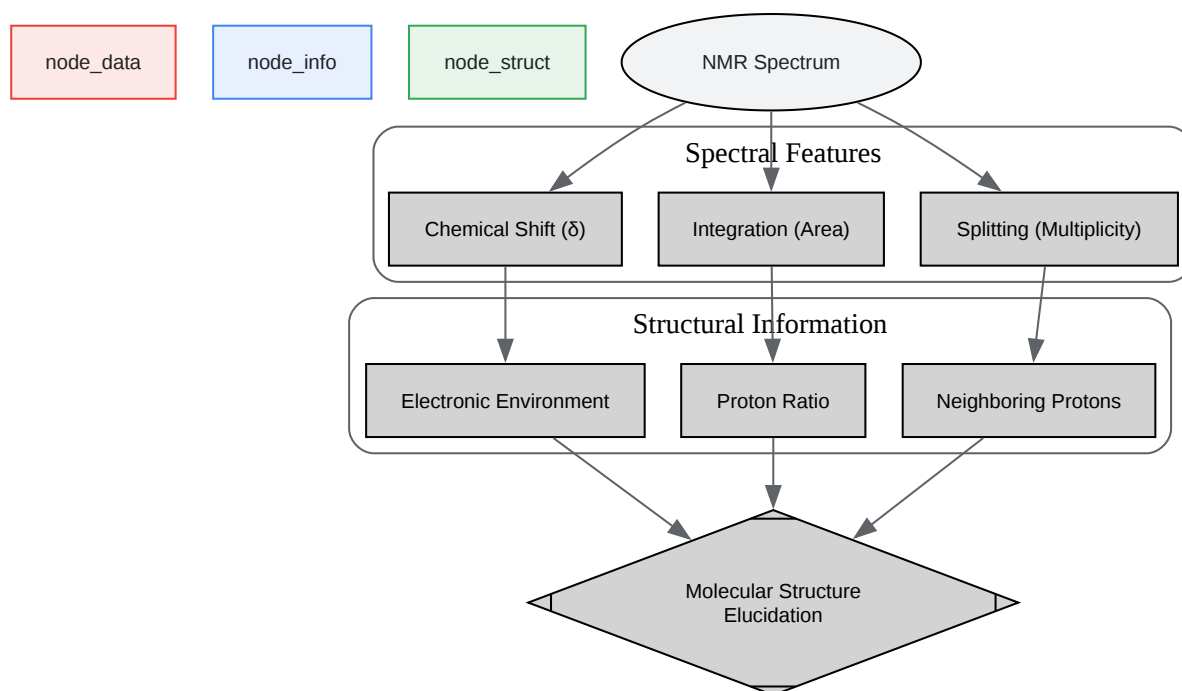 node_data
node_info
node_struct
NMR Spectrum
Spectral Features
Chemical Shift (δ)
Integration (Area)
Splitting (Multiplicity)
Structural Information
Electronic Environment
Proton Ratio
Neighboring Protons
Molecular Structure
Elucidation